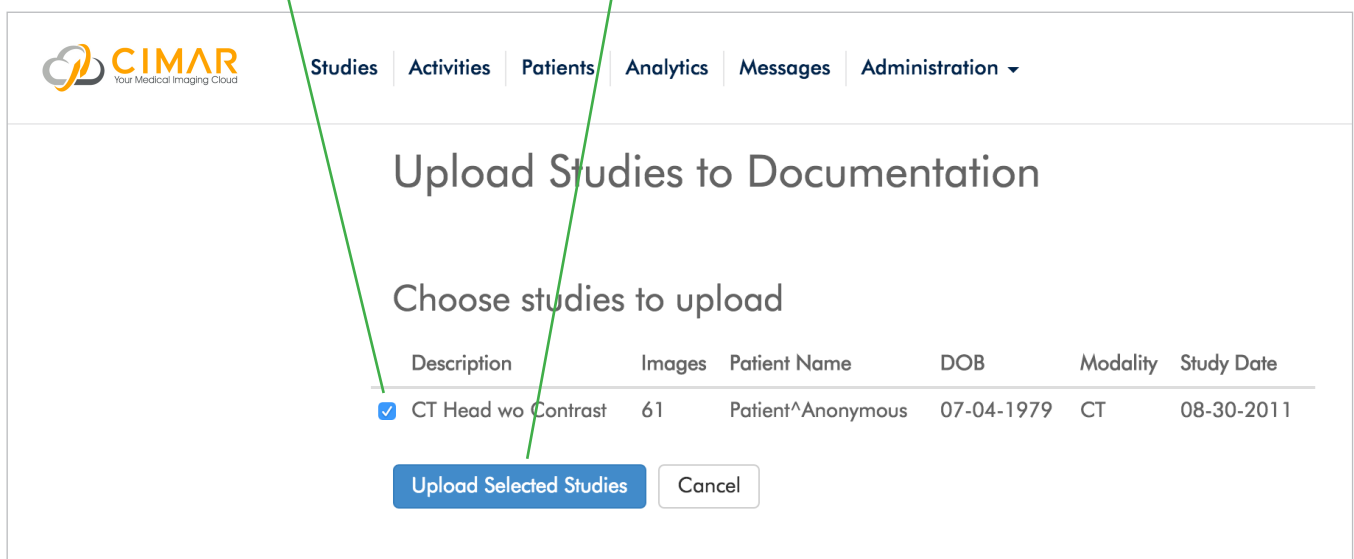 CIMAR
Your Medical Imaging Cloud
Studies Activities Patients Analytics Messages Administration
Upload Studies to Documentation
Choose studies to upload
Description Images Patient Name DOB Modality Study Date
CT Head wo Contrast 61 Patient^Anonymous 07-04-1979 CT 08-30-2011
Upload Selected Studies Cancel